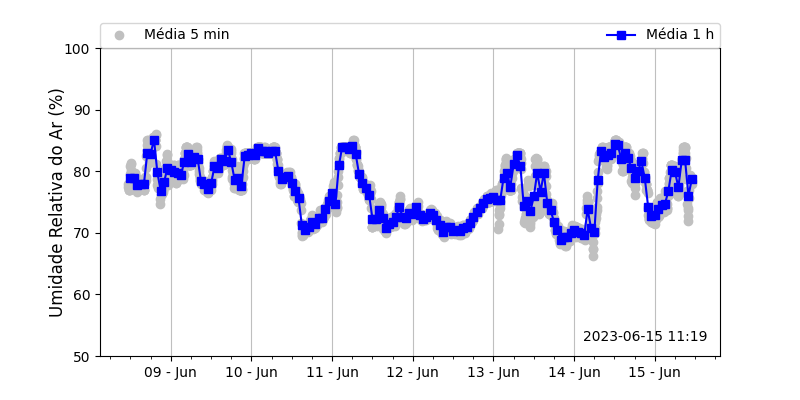 Média 5 min
Média 1 h
100
90
80
70
60
50
Umidade Relativa do Ar (%)
2023-06-15 11:19
09 - Jun
10 - Jun
11 - Jun
12 - Jun
13 - Jun
14 - Jun
15 - Jun